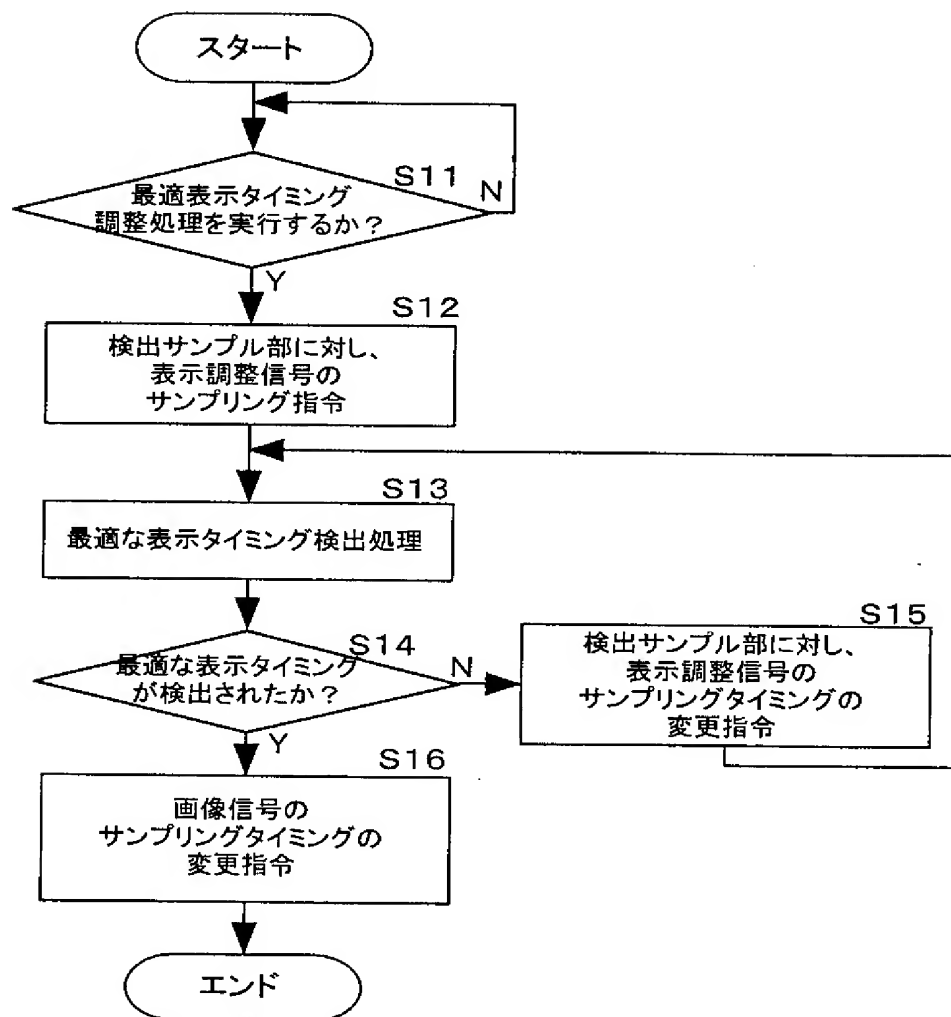 スタート
S11
最適表示タイミング
調整処理を実行するか？
N
Y
S12
検出サンプル部に対し、
表示調整信号の
サンプリング指令
S13
最適な表示タイミング検出処理
S14
最適な表示タイミング
が検出されたか？
N
Y
S15
検出サンプル部に対し、
表示調整信号の
サンプリングタイミングの
変更指令
S16
画像信号の
サンプリングタイミングの
変更指令
エンド